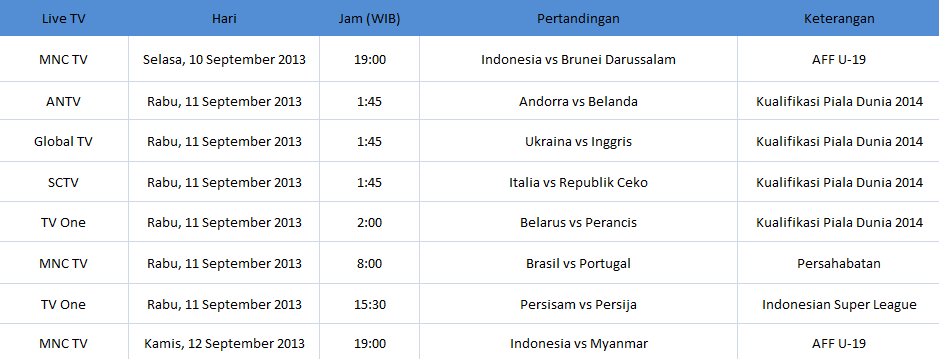 Live TV Hari Jam (WIB) Pertandingan Keterangan
MNC TV Selasa, 10 September 2013 19:00 Indonesia vs Brunei Darussalam AFF U-19
ANTV Rabu, 11 September 2013 1:45 Andorra vs Belanda Kualifikasi Piala Dunia 2014
Global TV Rabu, 11 September 2013 1:45 Ukraina vs Inggris Kualifikasi Piala Dunia 2014
SCTV Rabu, 11 September 2013 1:45 Italia vs Republik Ceko Kualifikasi Piala Dunia 2014
TV One Rabu, 11 September 2013 2:00 Belarus vs Perancis Kualifikasi Piala Dunia 2014
MNC TV Rabu, 11 September 2013 8:00 Brasil vs Portugal Persahabatan
TV One Rabu, 11 September 2013 15:30 Persisam vs Persija Indonesian Super League
MNC TV Kamis, 12 September 2013 19:00 Indonesia vs Myanmar AFF U-19